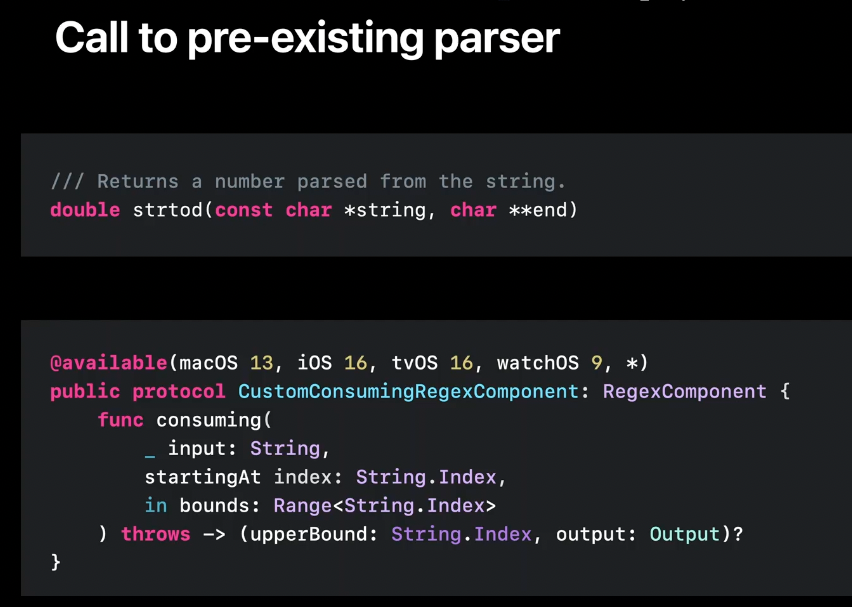 Call to pre-existing parser
/// Returns a number parsed from the string.
double strtod(const char *string, char **end)
@available(macOS 13, iOS 16, tvOS 16, watchOS 9, *)
public protocol CustomConsumingRegexComponent: RegexComponent {
    func consuming(
        _ input: String,
        startingAt index: String.Index,
        in bounds: Range<String.Index>
    ) throws -> (upperBound: String.Index, output: Output)?
}